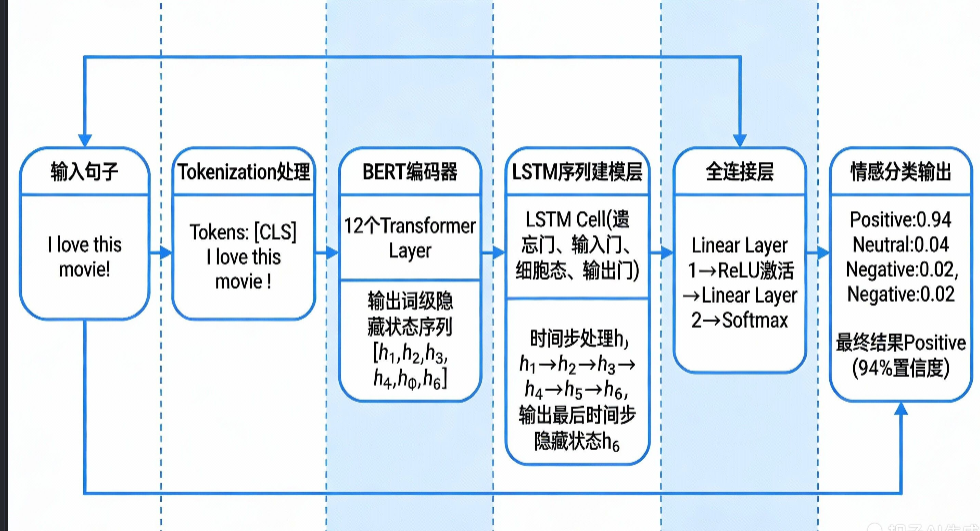 输入句子
I love this
movie!
Tokenization处理
Tokens: [CLS]
I love this
movie !
BERT编码器
12个Transformer
Layer
输出词级隐
藏状态序列
[h₁,h₂,h₃,
h₄,hΦ,h₆]
LSTM序列建模层
LSTM Cell(遗
忘门、输入门、
细胞态、输出门)
时间步处理h,
h₁→h₂→h₃→
h₄→h₅→h₆,
输出最后时间步
隐藏状态h₆
全连接层
Linear Layer
1→ReLU激活
→Linear Layer
2→Softmax
情感分类输出
Positive:0.94
Neutral:0.04
Negative:0.02,
Negative:0.02
最终结果Positive
(94%置信度)